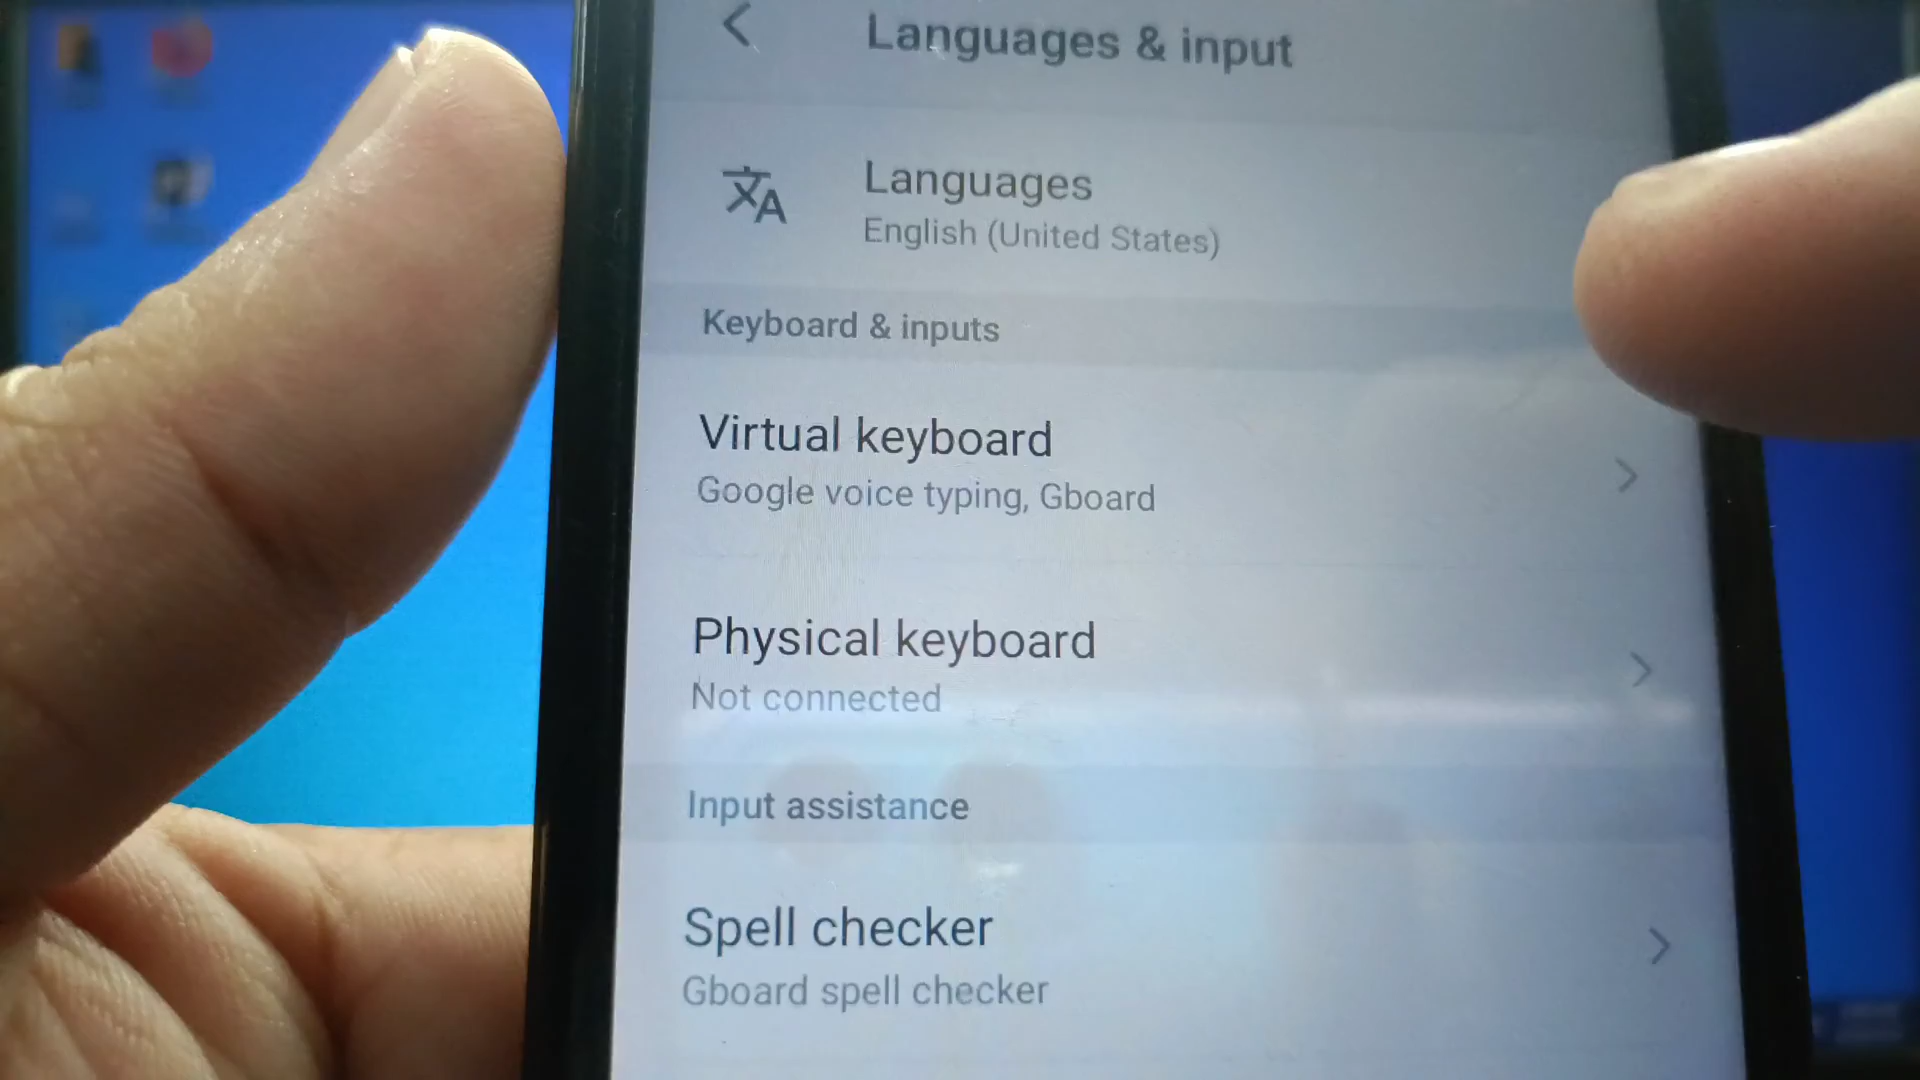 Languages & input
Languages
English (United States)
Keyboard & inputs
Virtual keyboard
Google voice typing, Gboard
Physical keyboard
Not connected
Input assistance
Spell checker
Gboard spell checker